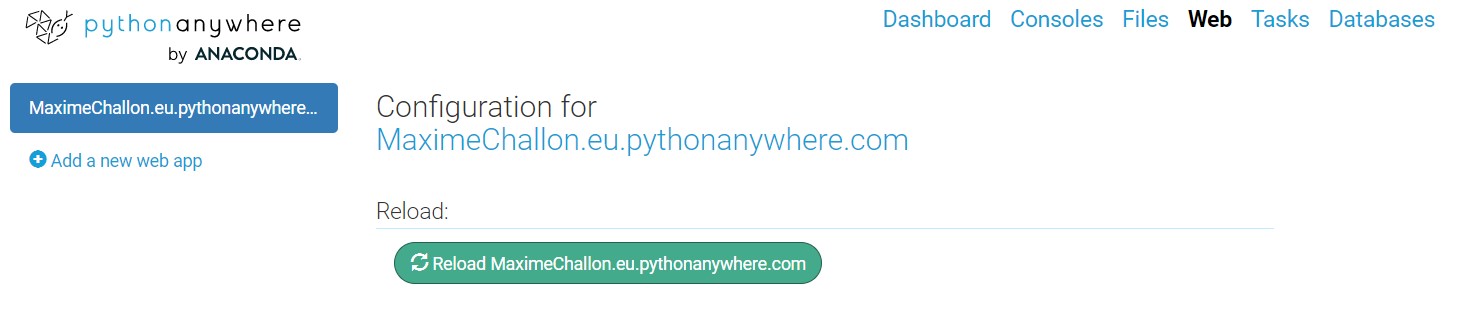 pythonanywhere
by ANACONDA.
Dashboard Consoles Files Web Tasks Databases
MaximeChallon.eu.pythonanywhere...
Add a new web app
Configuration for
MaximeChallon.eu.pythonanywhere.com
Reload:
Reload MaximeChallon.eu.pythonanywhere.com